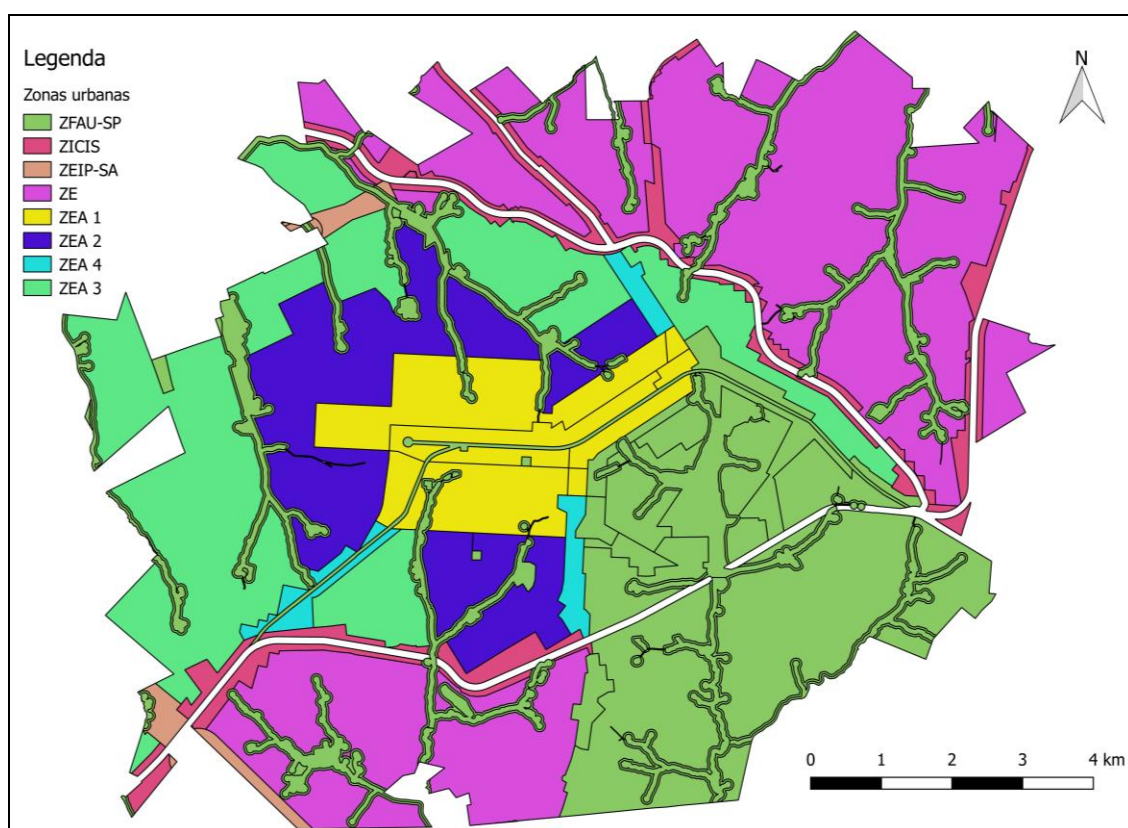 Legenda
Zonas urbanas
ZFAU-SP
ZICIS
ZEIP-SA
ZE
ZEA 1
ZEA 2
ZEA 4
ZEA 3
N
0 1 2 3 4 km